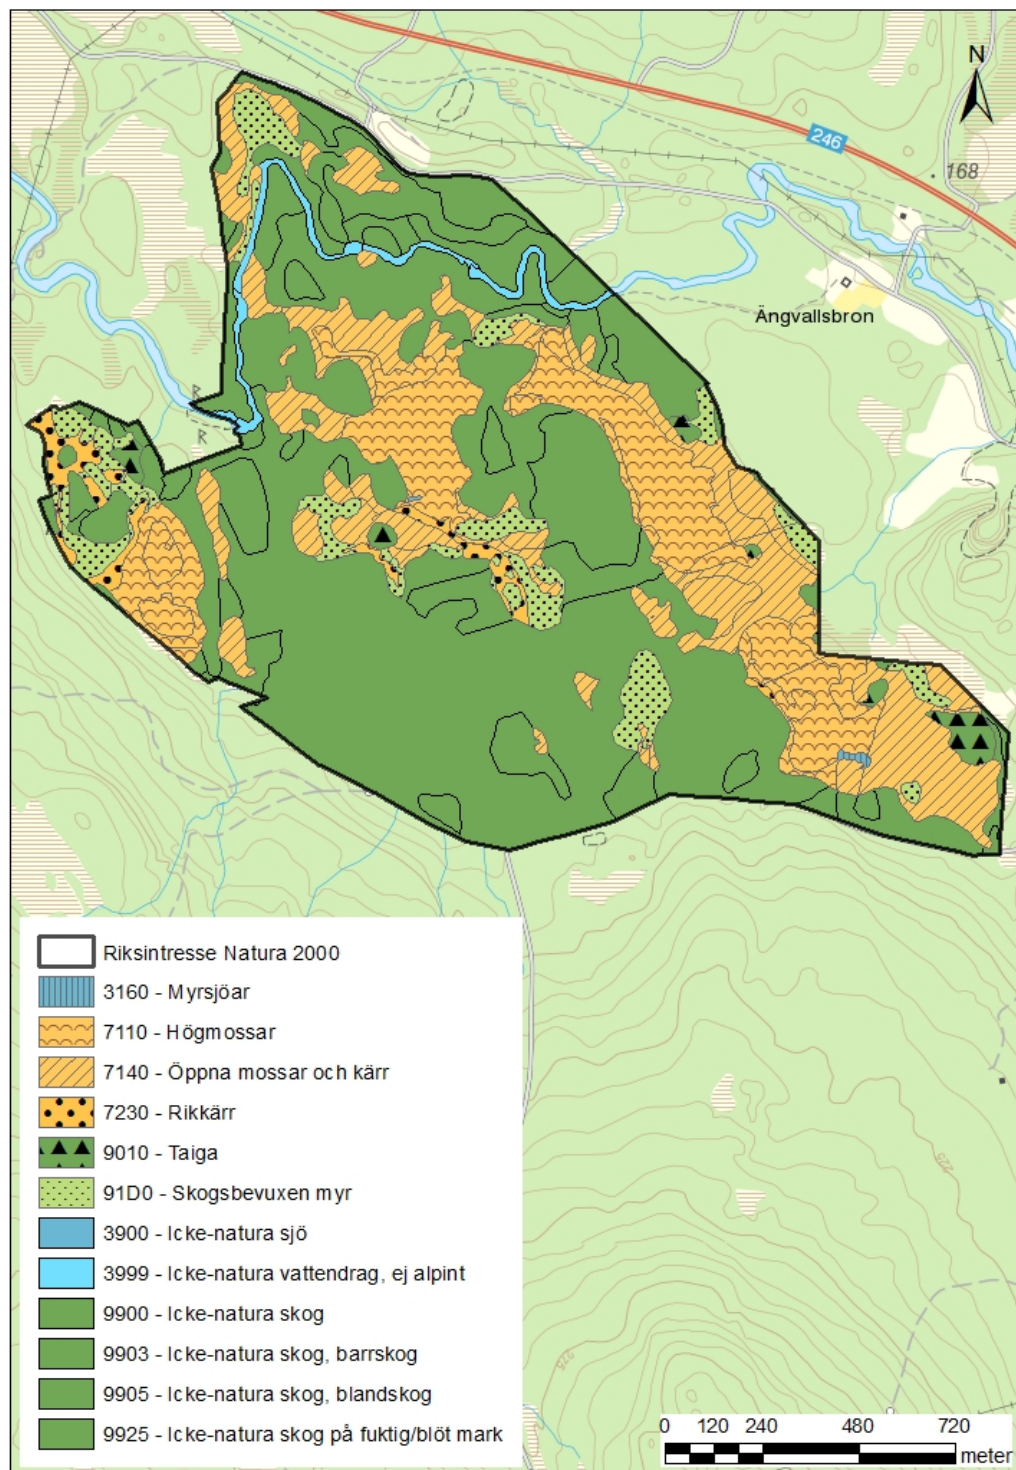 N
246
168
Ängvallsbron
R
R
Riksintresse Natura 2000
3160 - Myrsjöar
7110 - Högmossar
7140 - Öppna mossar och kärr
7230 - Rikkärr
9010 - Taiga
91D0 - Skogsbevuxen myr
3900 - Icke-natura sjö
3999 - Icke-natura vattendrag, ej alpint
9900 - Icke-natura skog
9903 - Icke-natura skog, barrskog
9905 - Icke-natura skog, blandskog
9925 - Icke-natura skog på fuktig/blöt mark
225
225
0 120 240 480 720
meter